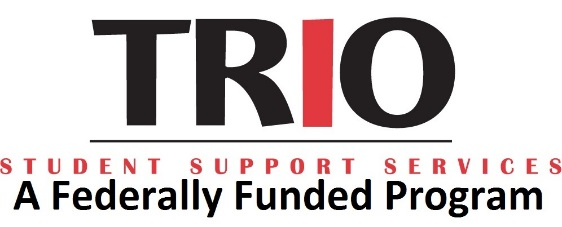 TRIO
STUDENT SUPPORT SERVICES
A Federally Funded Program